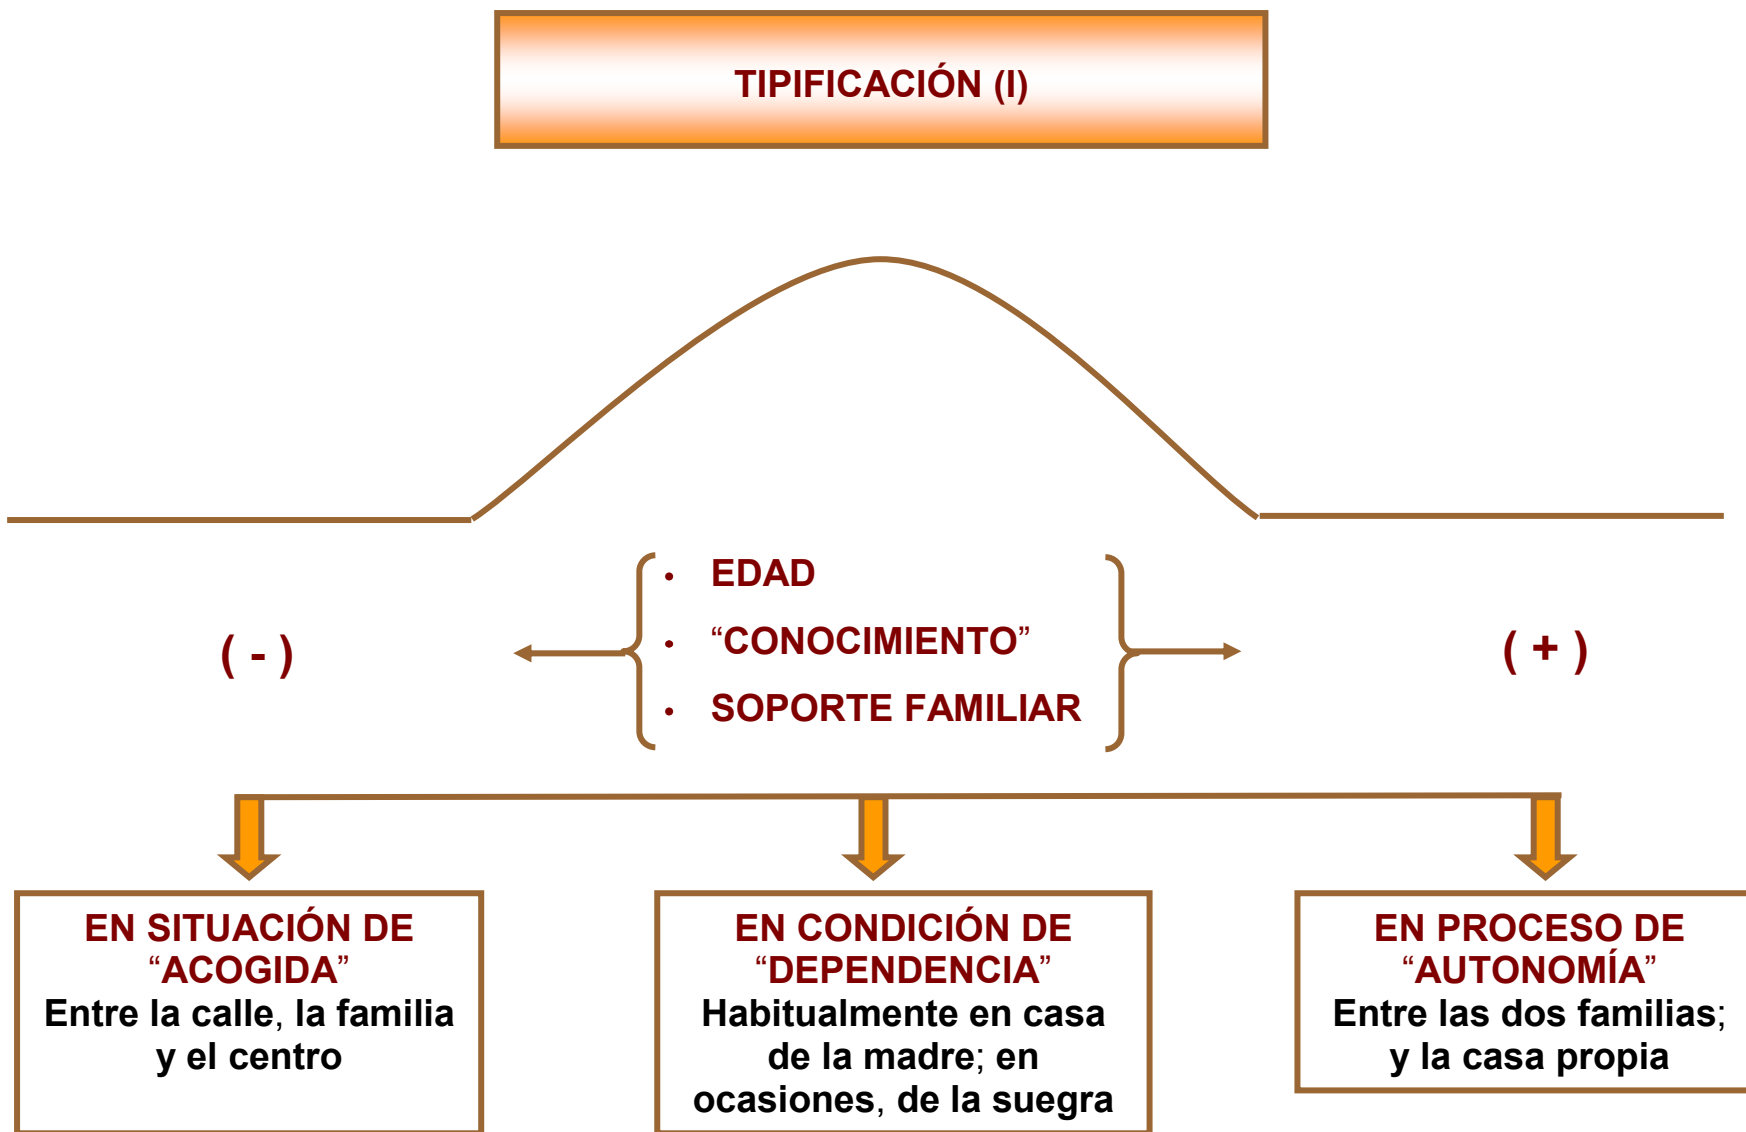 TIPIFICACIÓN (I)
• EDAD
• “CONOCIMIENTO”
• SOPORTE FAMILIAR
( - )
( + )
EN SITUACIÓN DE
“ACOGIDA”
Entre la calle, la familia
y el centro
EN CONDICIÓN DE
“DEPENDENCIA”
Habitualmente en casa
de la madre; en
ocasiones, de la suegra
EN PROCESO DE
“AUTONOMÍA”
Entre las dos familias;
y la casa propia